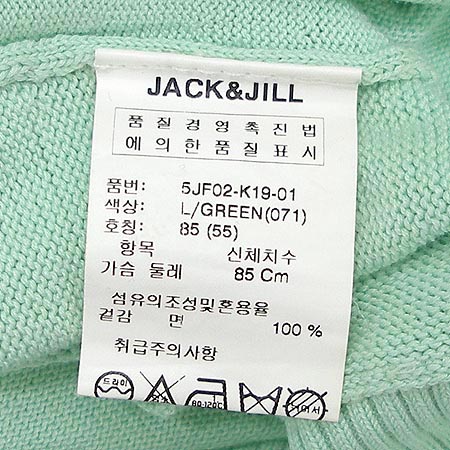 JACK&JILL
품질경영촉진법
에의한품질표시
품번: 5JF02-K19-01
색상: L/GREEN(071)
호칭: 85 (55)
항목 신체치수
가슴 둘레 85 Cm
섬유의조성및혼용율
겉감 면 100 %
취급주의사항
드라이